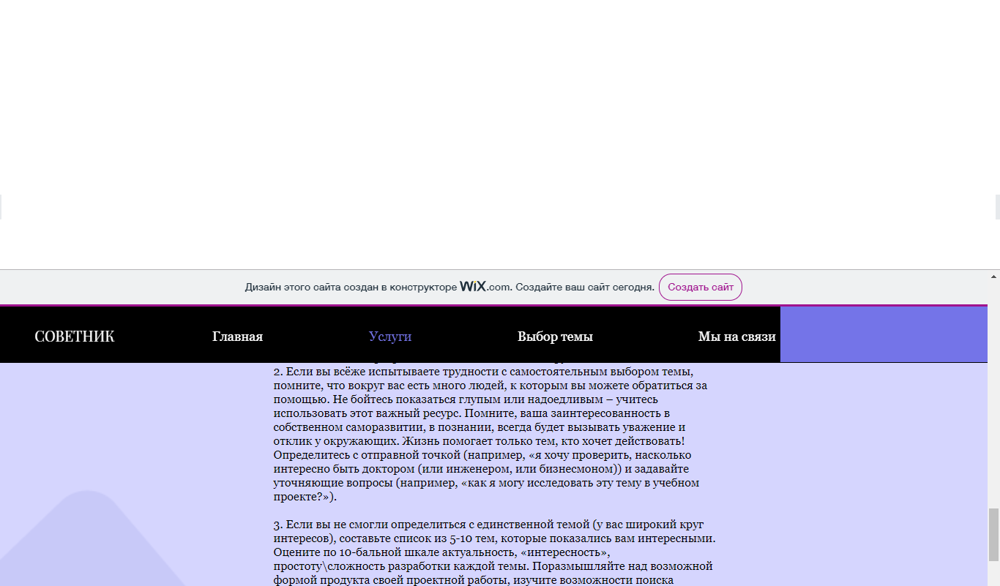 Дизайн этого сайта создан в конструкторе WiX.com. Создайте ваш сайт сегодня. Создать сайт
СОВЕТНИК Главная Услуги Выбор темы Мы на связи
2. Если вы всёже испытываете трудности с самостоятельным выбором темы,
помните, что вокруг вас есть много людей, к которым вы можете обратиться за
помощью. Не бойтесь показаться глупым или надоедливым – учитесь
использовать этот важный ресурс. Помните, ваша заинтересованность в
собственном саморазвитии, в познании, всегда будет вызывать уважение и
отклик у окружающих. Жизнь помогает только тем, кто хочет действовать!
Определитесь с отправной точкой (например, «я хочу проверить, насколько
интересно быть доктором (или инженером, или бизнесмоном)) и задавайте
уточняющие вопросы (например, «как я могу исследовать эту тему в учебном
проекте?»).
3. Если вы не смогли определиться с единственной темой (у вас широкий круг
интересов), составьте список из 5-10 тем, которые показались вам интересными.
Оцените по 10-бальной шкале актуальность, «интересность»,
простоту\сложность разработки каждой темы. Поразмышляйте над возможной
формой продукта своей проектной работы, изучите возможности поиска